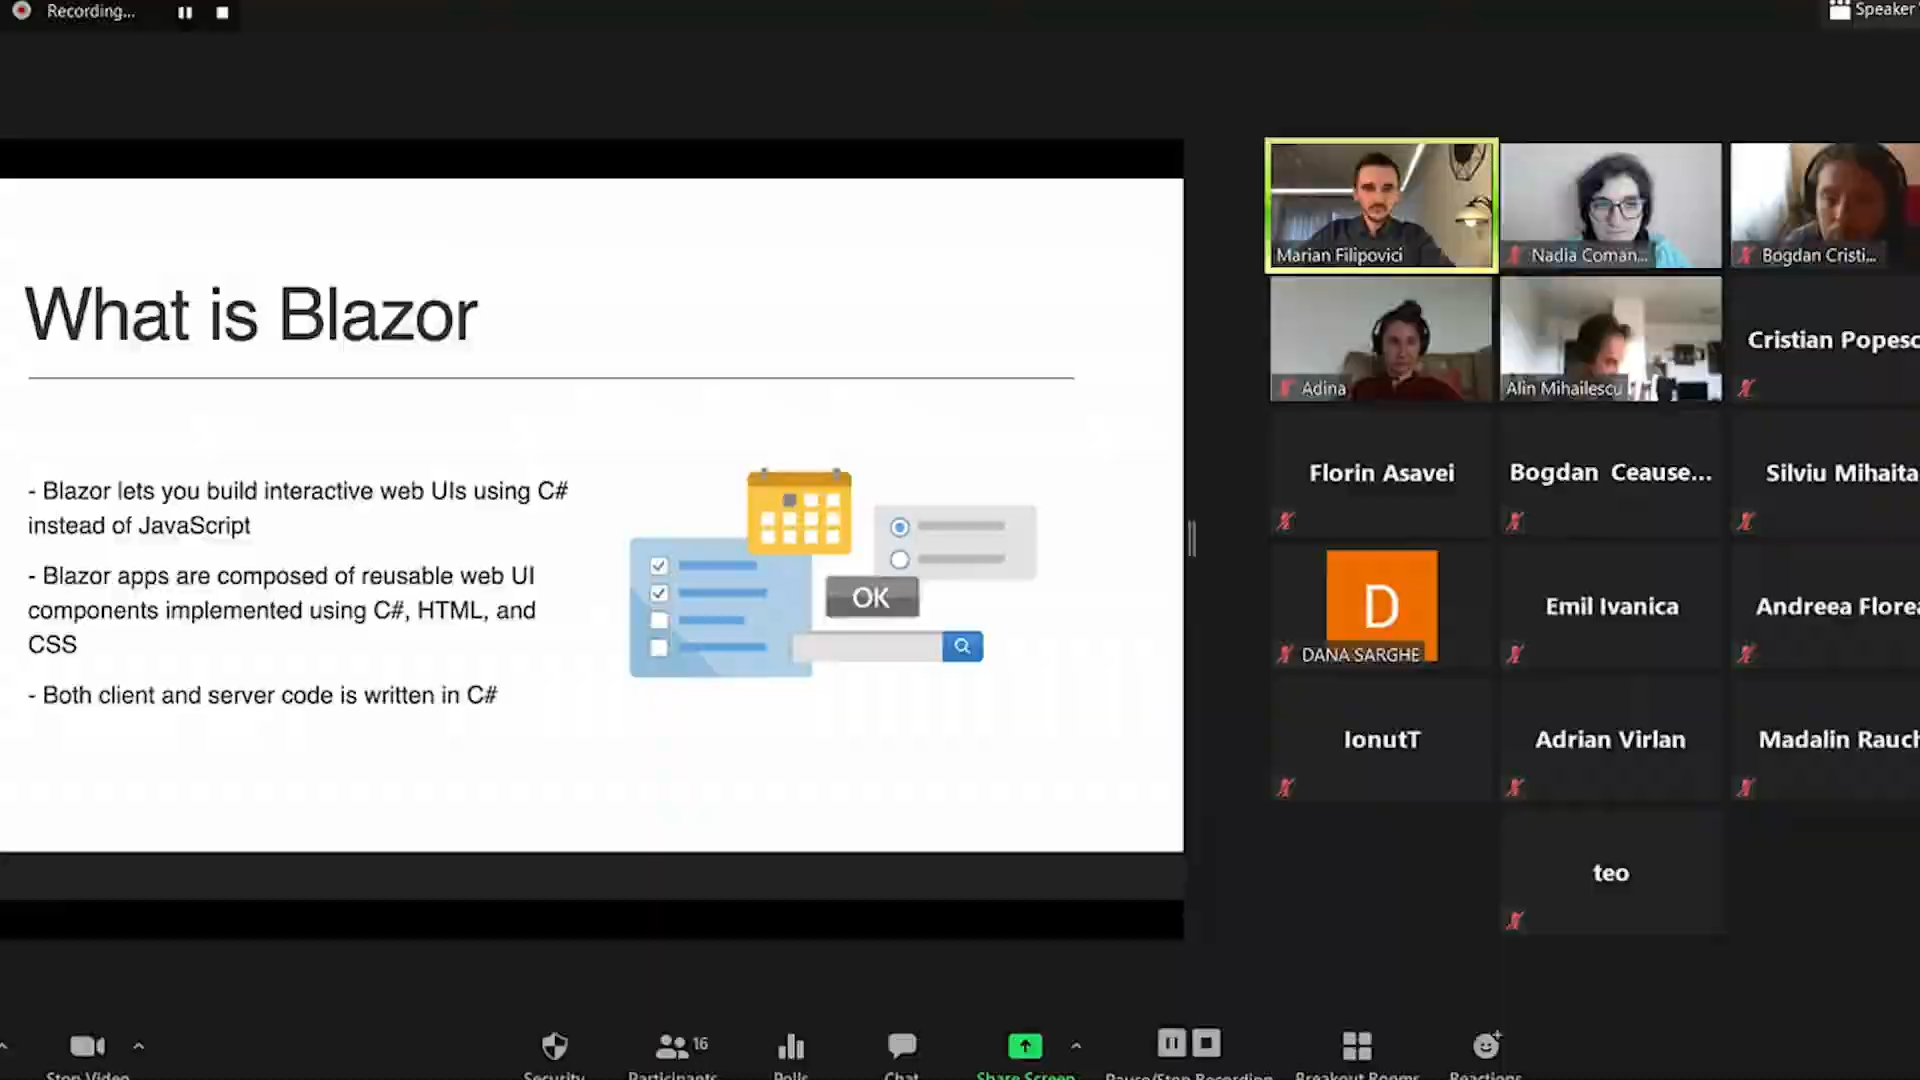 Recording...
Speaker
What is Blazor
- Blazor lets you build interactive web UIs using C#
instead of JavaScript
- Blazor apps are composed of reusable web UI
components implemented using C#, HTML, and
CSS
- Both client and server code is written in C#
OK
Marian Filipovici
Nadia Coman...
Bogdan Cristi...
Adina
Alin Mihailescu
Cristian Popesc
Florin Asavei
Bogdan Ceause...
Silviu Mihaita
D
DANA SARGHE
Emil Ivanica
Andreea Florea
IonutT
Adrian Virlan
Madalin Rauch
teo
Stop Video
Security
16
Participants
Polls
Chat
Share Screen
Pause/Stop Recording
Breakout Rooms
Reactions